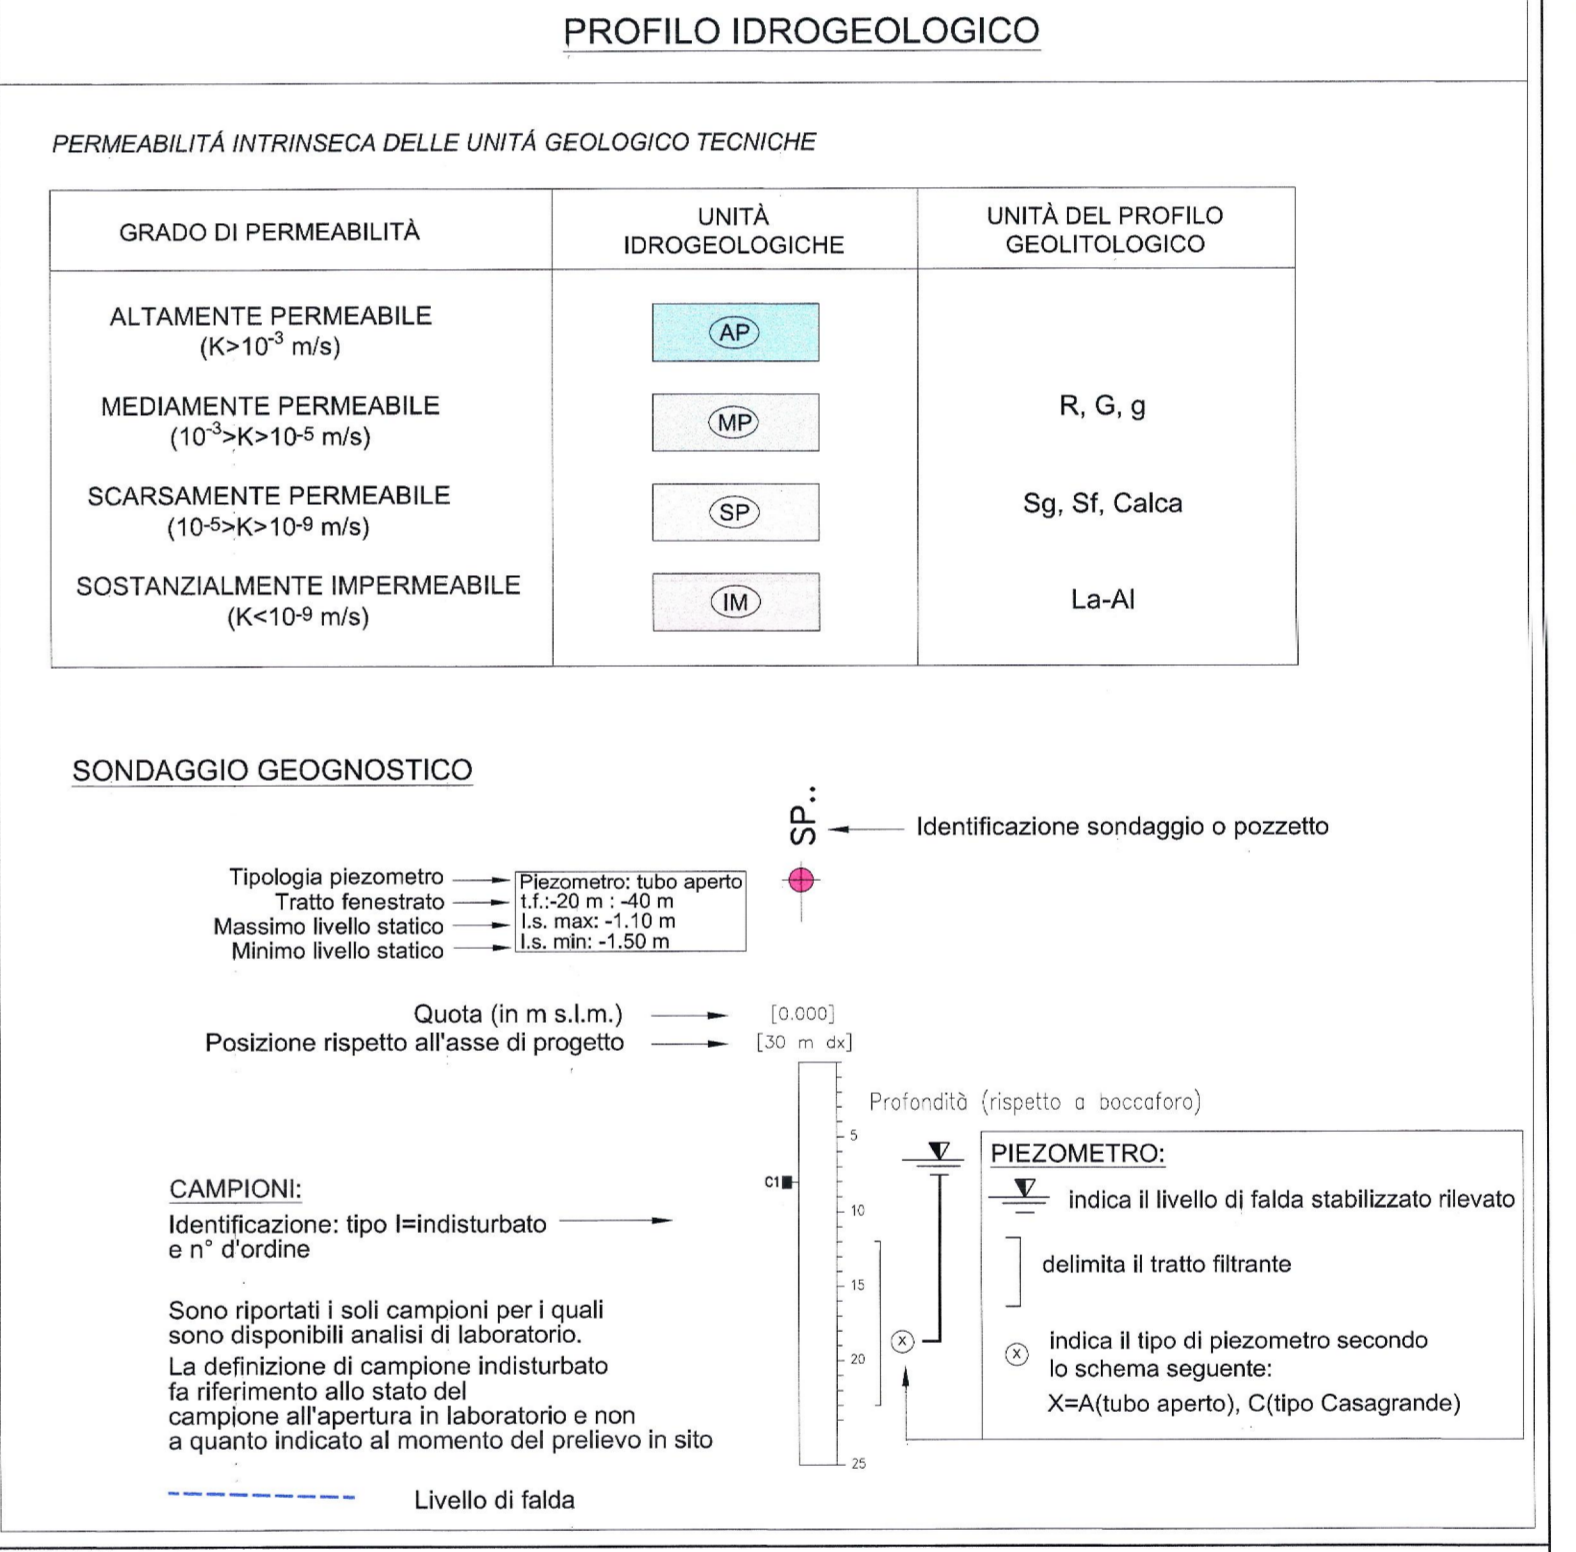 PROFILO IDROGEOLOGICO
PERMEABILITÁ INTRINSECA DELLE UNITÁ GEOLOGICO TECNICHE
GRADO DI PERMEABILITÀ
UNITÀ
IDROGEOLOGICHE
UNITÀ DEL PROFILO
GEOLITOLOGICO
ALTAMENTE PERMEABILE
(K>10-3 m/s)
AP
MEDIAMENTE PERMEABILE
(10-3>K>10-5 m/s)
MP
R, G, g
SCARSAMENTE PERMEABILE
(10-5>K>10-9 m/s)
SP
Sg, Sf, Calca
SOSTANZIALMENTE IMPERMEABILE
(K<10-9 m/s)
IM
La-Al
SONDAGGIO GEOGNOSTICO
SP..
Identificazione sondaggio o pozzetto
Tipologia piezometro
Tratto fenestrato
Massimo livello statico
Minimo livello statico
Piezometro: tubo aperto
t.f.:-20 m : -40 m
l.s. max: -1.10 m
l.s. min: -1.50 m
Quota (in m s.l.m.)
[0.000]
Posizione rispetto all'asse di progetto
[30 m dx]
Profondità (rispetto a boccaforo)
5
10
15
20
25
C1
X
CAMPIONI:
Identificazione: tipo I=indisturbato
e n° d'ordine
Sono riportati i soli campioni per i quali
sono disponibili analisi di laboratorio.
La definizione di campione indisturbato
fa riferimento allo stato del
campione all'apertura in laboratorio e non
a quanto indicato al momento del prelievo in sito
Livello di falda
PIEZOMETRO:
indica il livello di falda stabilizzato rilevato
delimita il tratto filtrante
X
indica il tipo di piezometro secondo
lo schema seguente:
X=A(tubo aperto), C(tipo Casagrande)